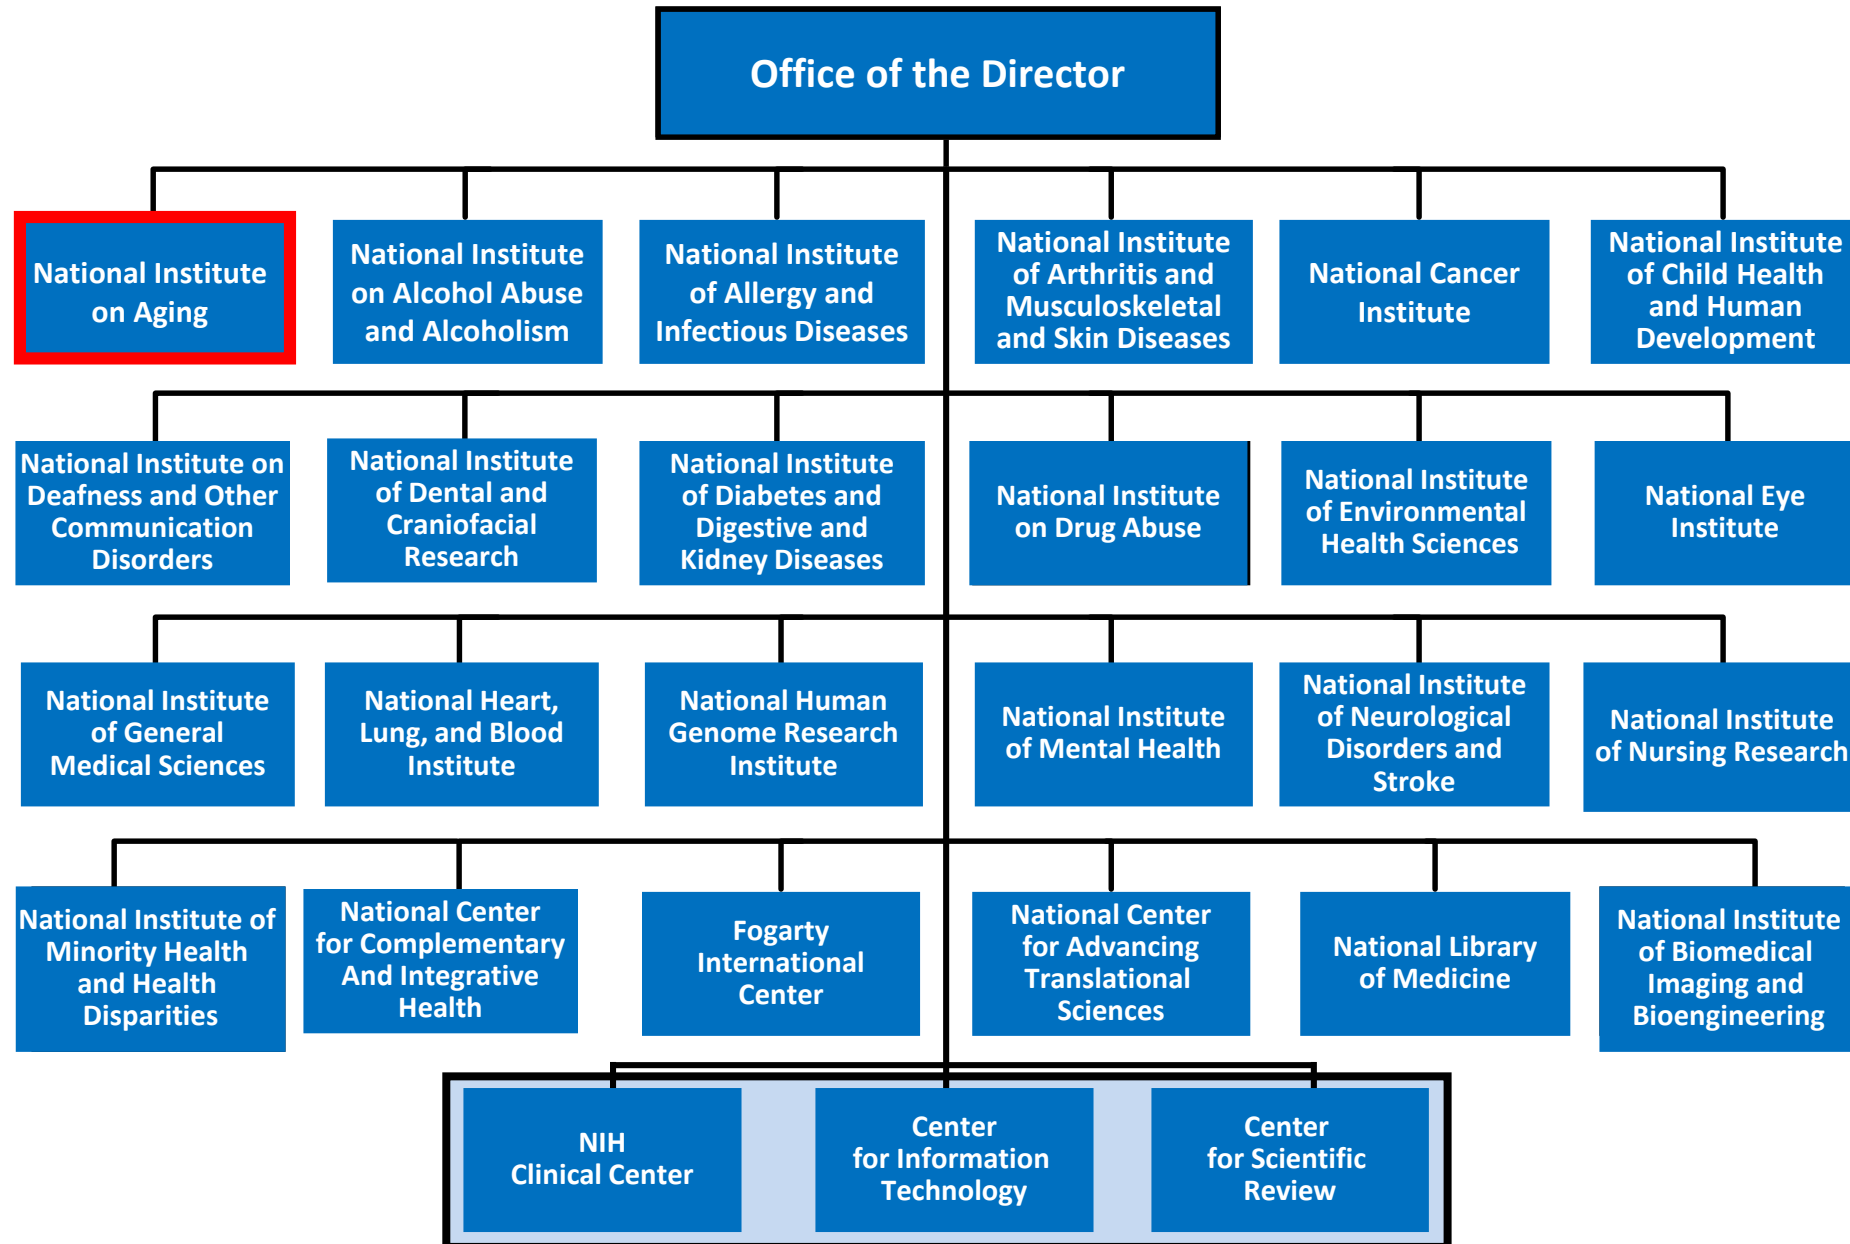 Office of the Director
National Institute
on Aging
National Institute
on Alcohol Abuse
and Alcoholism
National Institute
of Allergy and
Infectious Diseases
National Institute
of Arthritis and
Musculoskeletal
and Skin Diseases
National Cancer
Institute
National Institute
of Child Health
and Human
Development
National Institute on
Deafness and Other
Communication
Disorders
National Institute
of Dental and
Craniofacial
Research
National Institute
of Diabetes and
Digestive and
Kidney Diseases
National Institute
on Drug Abuse
National Institute
of Environmental
Health Sciences
National Eye
Institute
National Institute
of General
Medical Sciences
National Heart,
Lung, and Blood
Institute
National Human
Genome Research
Institute
National Institute
of Mental Health
National Institute
of Neurological
Disorders and
Stroke
National Institute
of Nursing Research
National Institute of
Minority Health
and Health
Disparities
National Center
for Complementary
And Integrative
Health
Fogarty
International
Center
National Center
for Advancing
Translational
Sciences
National Library
of Medicine
National Institute
of Biomedical
Imaging and
Bioengineering
NIH
Clinical Center
Center
for Information
Technology
Center
for Scientific
Review